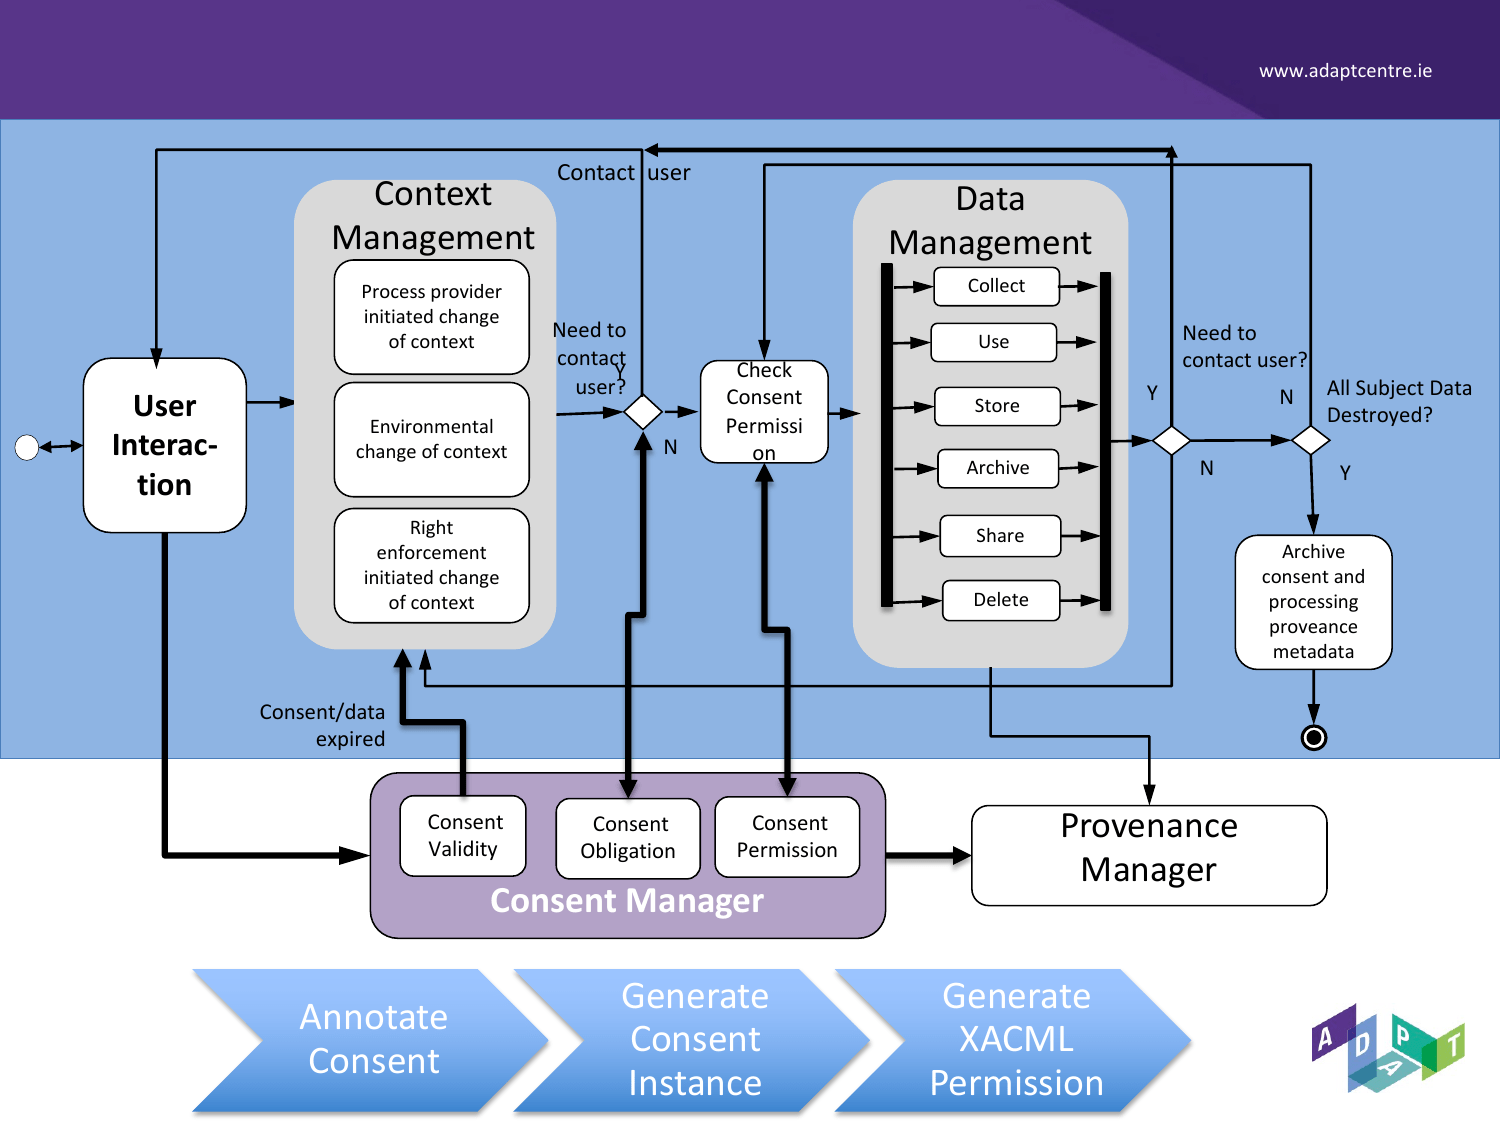 www.adaptcentre.ie
Contact user
Context
Management
Process provider
initiated change
of context
Environmental
change of context
Right
enforcement
initiated change
of context
User
Interac-
tion
Need to
contact
Y
user?
N
Check
Consent
Permissi
on
Data
Management
Collect
Use
Store
Archive
Share
Delete
Need to
contact user?
Y
N
N
All Subject Data
Destroyed?
Y
Archive
consent and
processing
proveance
metadata
Consent/data
expired
Consent
Validity
Consent
Obligation
Consent
Permission
Consent Manager
Provenance
Manager
Annotate
Consent
Generate
Consent
Instance
Generate
XACML
Permission
ADAPT